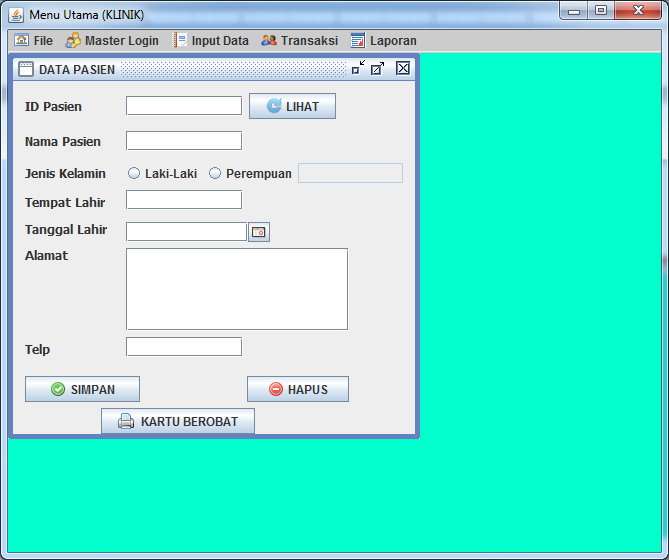 Menu Utama (KLINIK)
File Master Login Input Data Transaksi Laporan
DATA PASIEN
ID Pasien LIHAT
Nama Pasien
Jenis Kelamin Laki-Laki Perempuan
Tempat Lahir
Tanggal Lahir
Alamat
Telp
SIMPAN HAPUS
KARTU BEROBAT